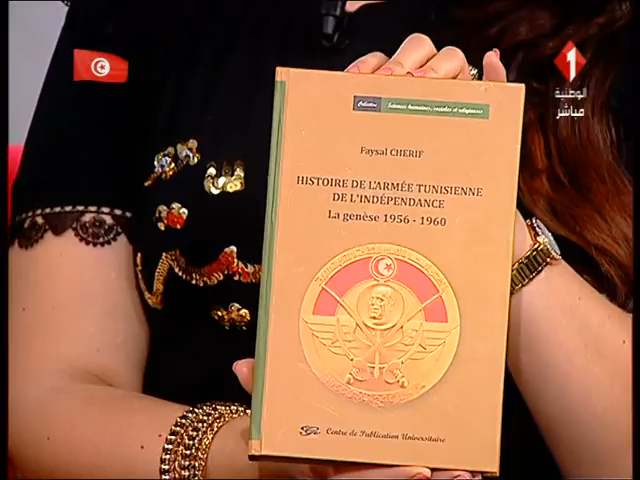 1
الوطنية
مباشر
Collection
Sciences humaines, sociales et religieuses
Faysal CHERIF
HISTOIRE DE L'ARMÉE TUNISIENNE
DE L'INDÉPENDANCE
La genèse 1956 - 1960
Centre de Publication Universitaire